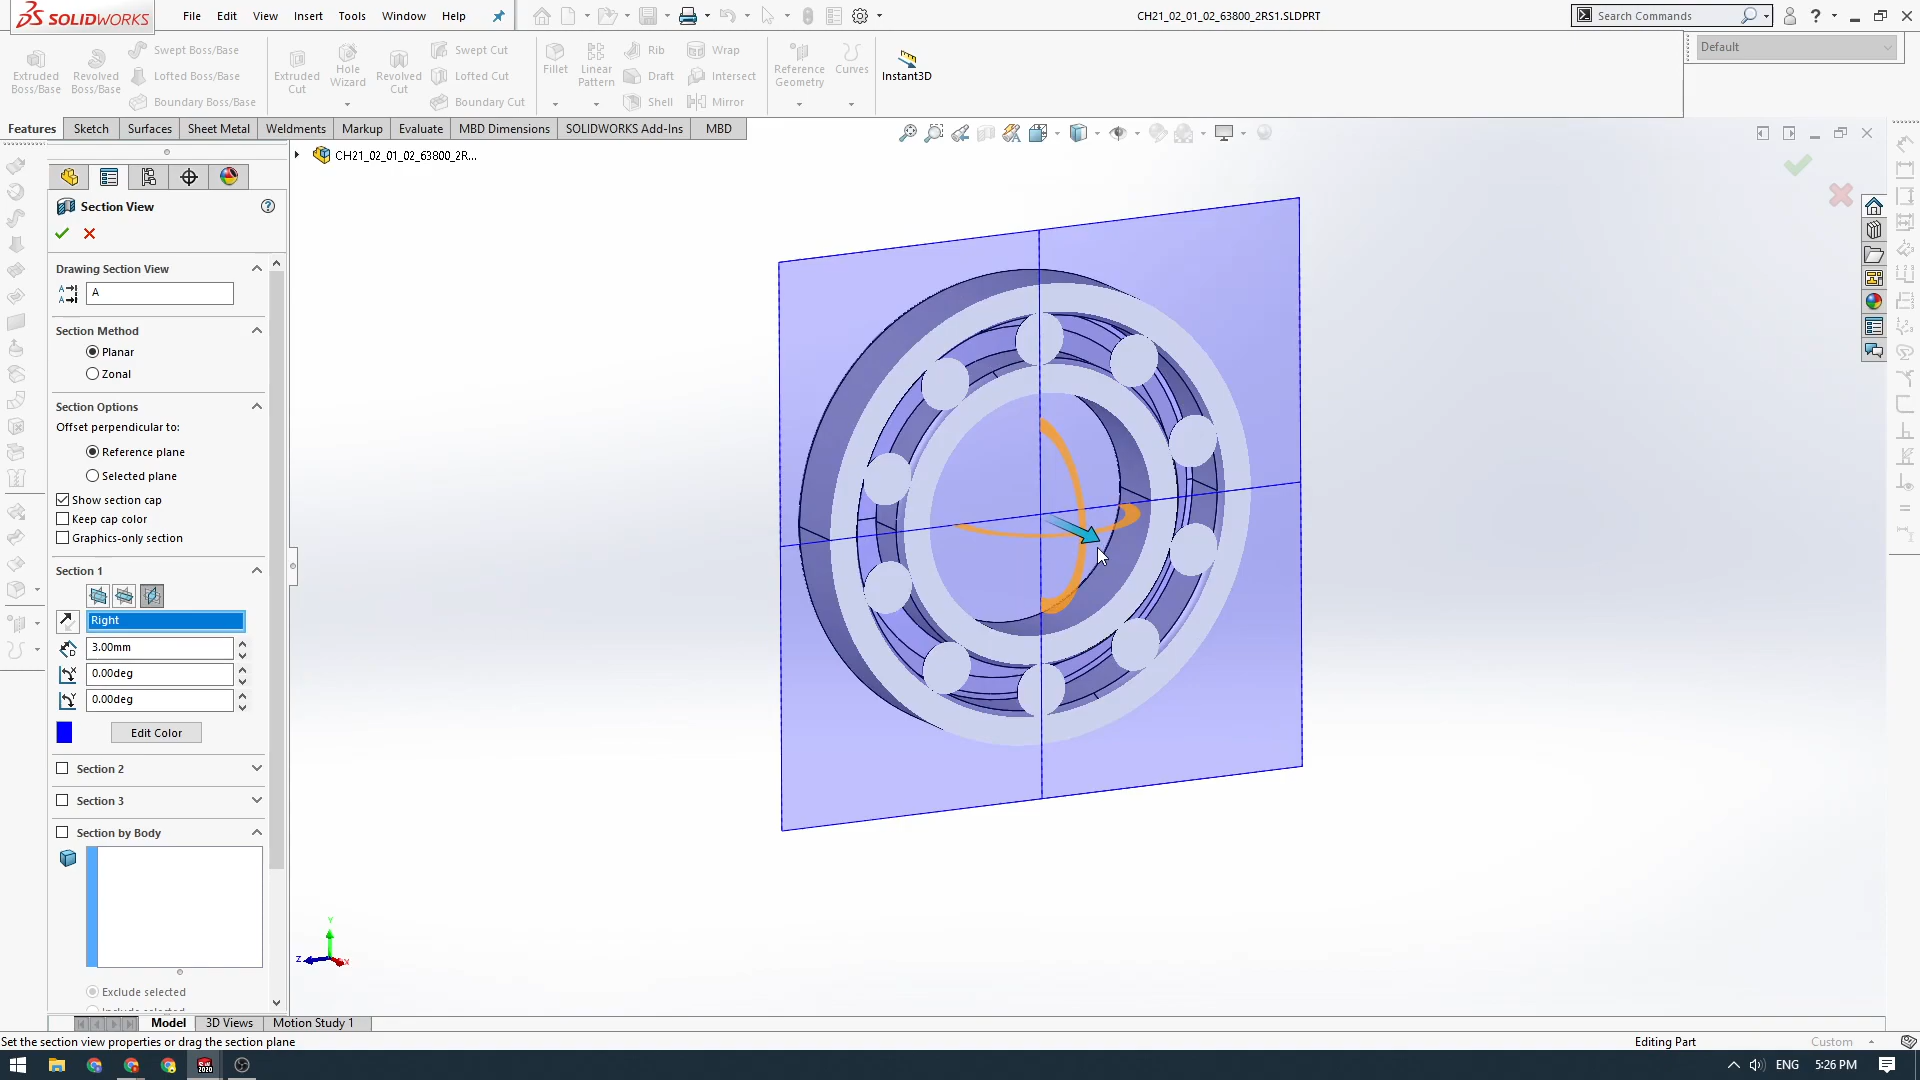 SOLIDWORKS
File Edit View Insert Tools Window Help
CH21_02_01_02_63800_2RS1.SLDPRT
Search Commands
?
Extruded Boss/Base
Revolved Boss/Base
Swept Boss/Base
Lofted Boss/Base
Boundary Boss/Base
Extruded Cut
Hole Wizard
Revolved Cut
Swept Cut
Lofted Cut
Boundary Cut
Fillet
Linear Pattern
Rib
Draft
Shell
Wrap
Intersect
Mirror
Reference Geometry
Curves
Instant3D
Default
Features Sketch Surfaces Sheet Metal Weldments Markup Evaluate MBD Dimensions SOLIDWORKS Add-Ins MBD
CH21_02_01_02_63800_2R...
Section View
Drawing Section View
A
Section Method
Planar
Zonal
Section Options
Offset perpendicular to:
Reference plane
Selected plane
Show section cap
Keep cap color
Graphics-only section
Section 1
Right
3.00mm
0.00deg
0.00deg
Edit Color
Section 2
Section 3
Section by Body
Exclude selected
Y
Z
X
Model 3D Views Motion Study 1
Set the section view properties or drag the section plane
Editing Part
Custom
ENG
5:26 PM